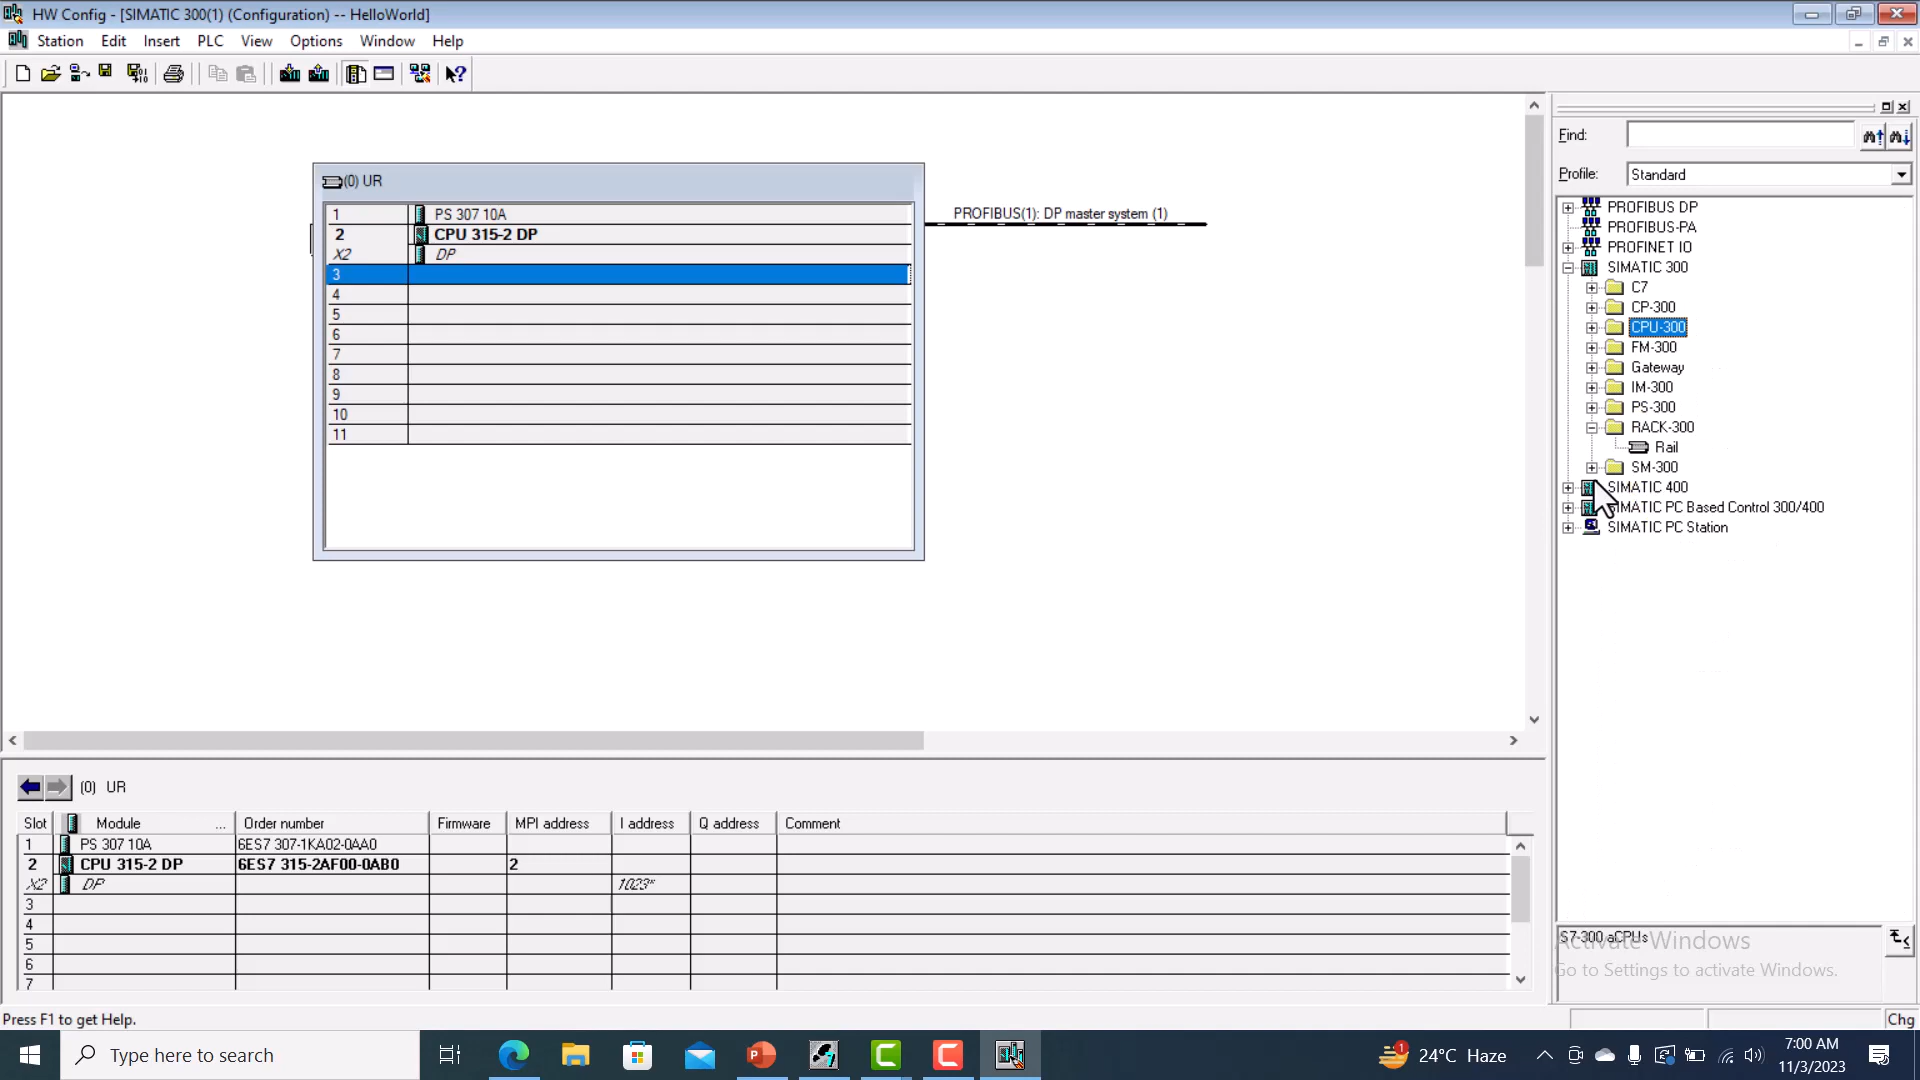 HW Config - [SIMATIC 300(1) (Configuration) -- HelloWorld]
Station Edit Insert PLC View Options Window Help
(0) UR
1 PS 307 10A
2 CPU 315-2 DP
X2 DP
3
4
5
6
7
8
9
10
11
PROFIBUS(1): DP master system (1)
Find:
Profile: Standard
PROFIBUS DP
PROFIBUS-PA
PROFINET IO
SIMATIC 300
C7
CP-300
CPU-300
FM-300
Gateway
IM-300
PS-300
RACK-300
Rail
SM-300
SIMATIC 400
SIMATIC PC Based Control 300/400
SIMATIC PC Station
(0) UR
Slot Module ... Order number Firmware MPI address I address Q address Comment
1 PS 307 10A 6ES7 307-1KA02-0AA0
2 CPU 315-2 DP 6ES7 315-2AF00-0AB0 2
X2 DP 1023*
3
4
5
6
7
S7-300 aCPUs
Activate Windows
Go to Settings to activate Windows.
Press F1 to get Help.
Chg
Type here to search
24°C Haze
7:00 AM
11/3/2023